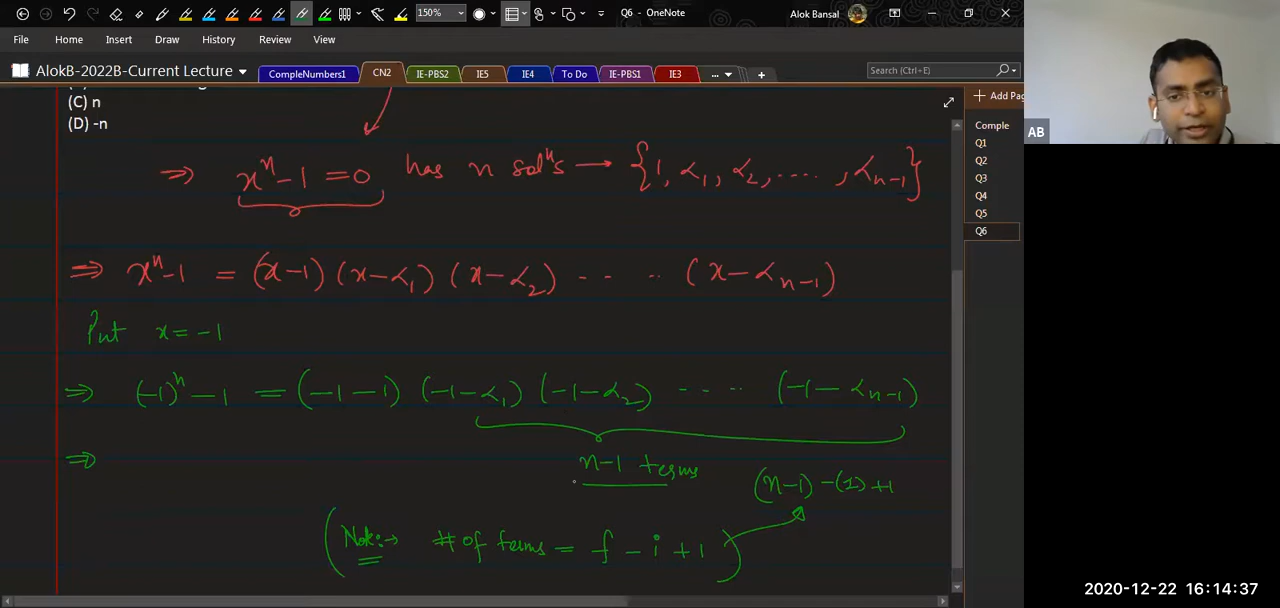 150% Q6 - OneNote Alok Bansal
File Home Insert Draw History Review View
AlokB-2022B-Current Lecture CompleNumbers1 CN2 IE-PBS2 IE5 IE4 To Do IE-PBS1 IE3 ... + Search (Ctrl+E)
+ Add Pag
Comple
Q1
Q2
Q3
Q4
Q5
Q6
AB
(C) n
(D) -n
⇒ xⁿ - 1 = 0 has n solⁿs → {1, α₁, α₂, ...., αₙ₋₁}
⇒ xⁿ - 1 = (x - 1) (x - α₁) (x - α₂) .... (x - αₙ₋₁)
Put x = -1
⇒ (-1)ⁿ - 1 = (-1 - 1) (-1 - α₁) (-1 - α₂) .... (-1 - αₙ₋₁)
⇒
n-1 terms
(n-1) - (1) + 1
(Note:→ # of terms = f - i + 1)
2020-12-22 16:14:37